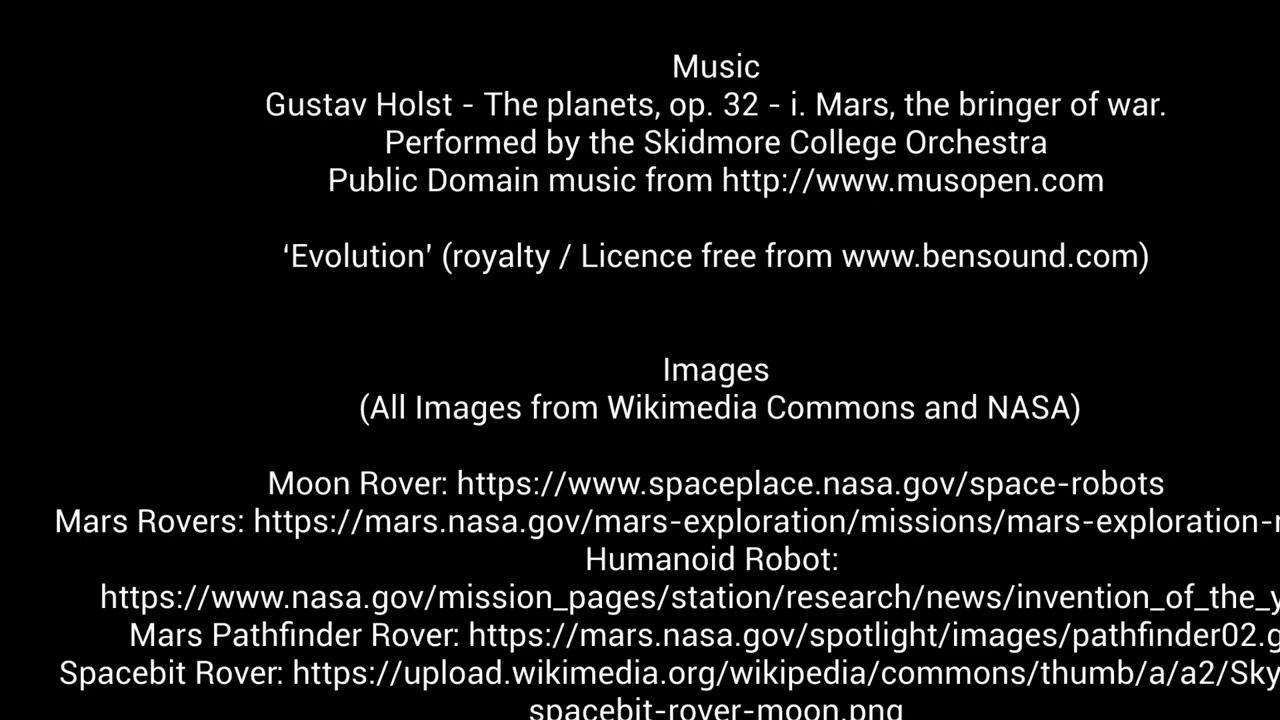 Music
Gustav Holst - The planets, op. 32 - i. Mars, the bringer of war.
Performed by the Skidmore College Orchestra
Public Domain music from http://www.musopen.com
‘Evolution’ (royalty / Licence free from www.bensound.com)
Images
(All Images from Wikimedia Commons and NASA)
Moon Rover: https://www.spaceplace.nasa.gov/space-robots
Mars Rovers: https://mars.nasa.gov/mars-exploration/missions/mars-exploration-
Humanoid Robot:
https://www.nasa.gov/mission_pages/station/research/news/invention_of_the_y
Mars Pathfinder Rover: https://mars.nasa.gov/spotlight/images/pathfinder02.g
Spacebit Rover: https://upload.wikimedia.org/wikipedia/commons/thumb/a/a2/Sky
spacebit-rover-moon.png